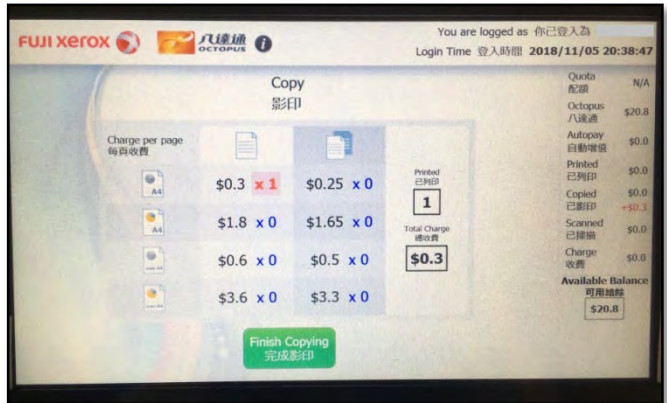 FUJI xerox
八達通
OCTOPUS
You are logged as 你已登入為
Login Time 登入時間 2018/11/05 20:38:47
Copy
影印
Charge per page
每頁收費
A4
$0.3 x 1
$0.25 x 0
A4
$1.8 x 0
$1.65 x 0
$0.6 x 0
$0.5 x 0
$3.6 x 0
$3.3 x 0
Printed
已列印
1
Total Charge
總收費
$0.3
Finish Copying
完成影印
Quota
配額
N/A
Octopus
八達通
$20.8
Autopay
自動增值
$0.0
Printed
已列印
$0.0
Copied
已影印
$0.0
+$0.3
Scanned
已掃描
$0.0
Charge
收費
$0.0
Available Balance
可用結餘
$20.8